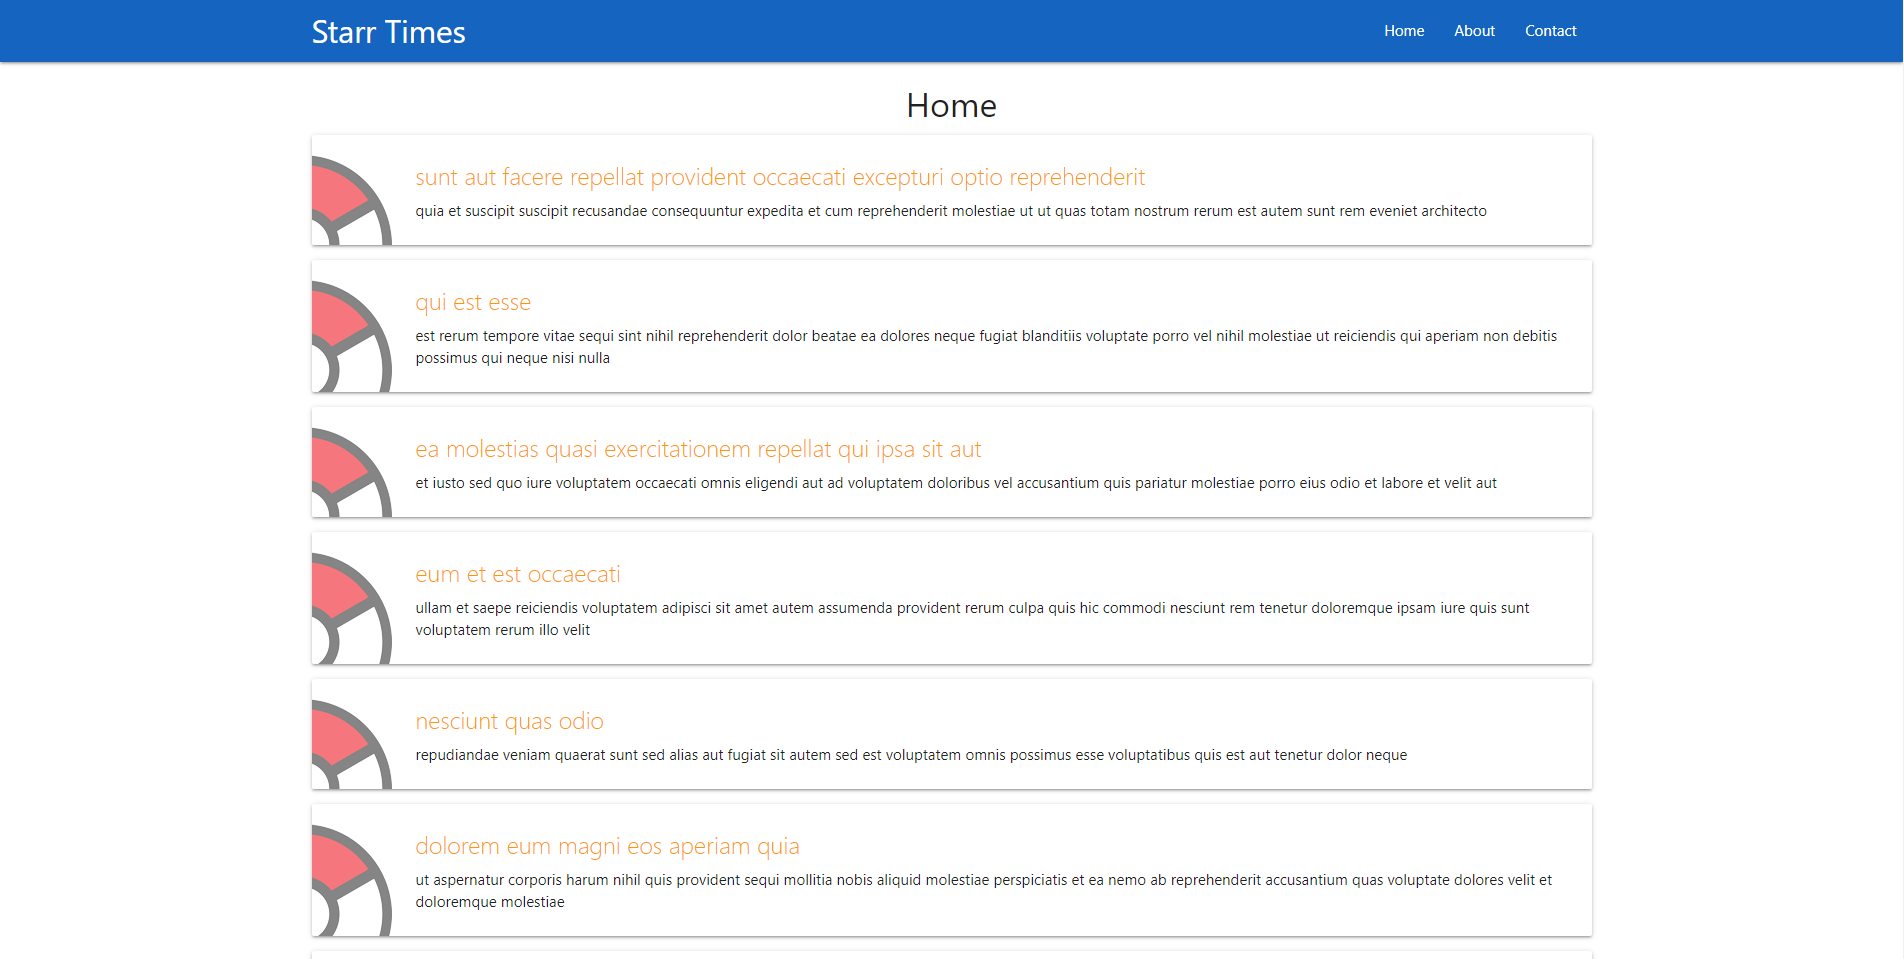 Starr Times
Home About Contact
Home
sunt aut facere repellat provident occaecati excepturi optio reprehenderit
quia et suscipit suscipit recusandae consequuntur expedita et cum reprehenderit molestiae ut ut quas totam nostrum rerum est autem sunt rem eveniet architecto
qui est esse
est rerum tempore vitae sequi sint nihil reprehenderit dolor beatae ea dolores neque fugiat blanditiis voluptate porro vel nihil molestiae ut reiciendis qui aperiam non debitis
possimus qui neque nisi nulla
ea molestias quasi exercitationem repellat qui ipsa sit aut
et iusto sed quo iure voluptatem occaecati omnis eligendi aut ad voluptatem doloribus vel accusantium quis pariatur molestiae porro eius odio et labore et velit aut
eum et est occaecati
ullam et saepe reiciendis voluptatem adipisci sit amet autem assumenda provident rerum culpa quis hic commodi nesciunt rem tenetur doloremque ipsam iure quis sunt
voluptatem rerum illo velit
nesciunt quas odio
repudiandae veniam quaerat sunt sed alias aut fugiat sit autem sed est voluptatem omnis possimus esse voluptatibus quis est aut tenetur dolor neque
dolorem eum magni eos aperiam quia
ut aspernatur corporis harum nihil quis provident sequi mollitia nobis aliquid molestiae perspiciatis et ea nemo ab reprehenderit accusantium quas voluptate dolores velit et
doloremque molestiae